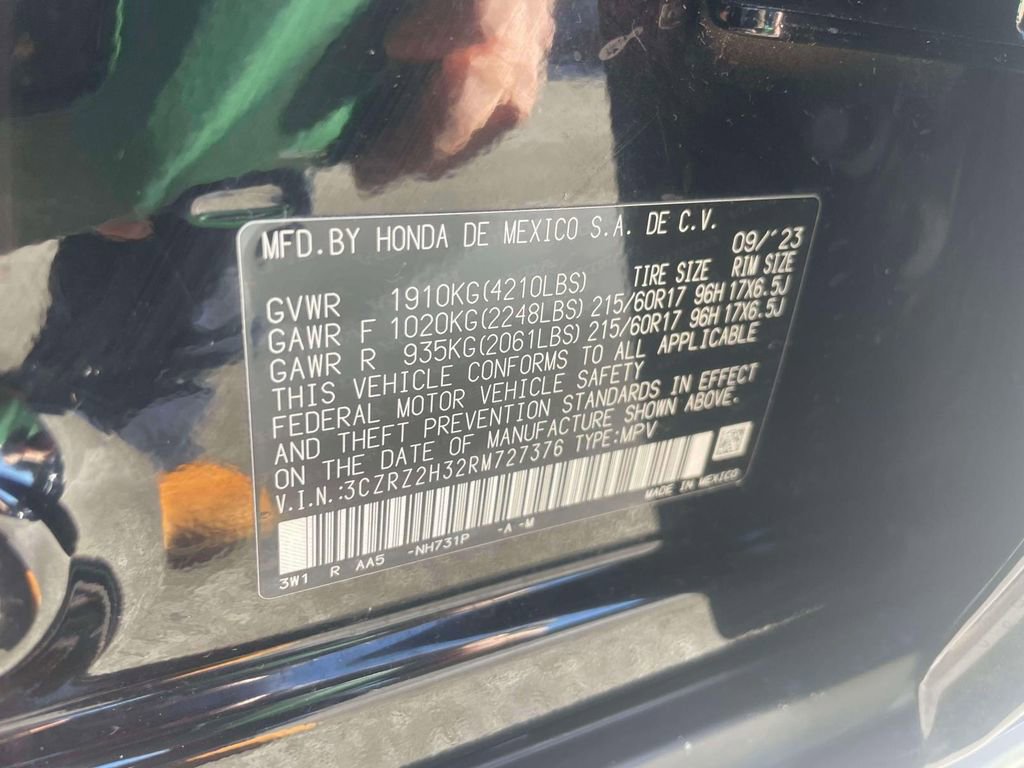 MFD.BY HONDA DE MEXICO S.A. DE C.V.
09/'23
TIRE SIZE RIM SIZE
GVWR 1910KG(4210LBS)
GAWR F 1020KG(2248LBS) 215/60R17 96H 17X6.5J
GAWR R 935KG(2061LBS) 215/60R17 96H 17X6.5J
THIS VEHICLE CONFORMS TO ALL APPLICABLE
FEDERAL MOTOR VEHICLE SAFETY
AND THEFT PREVENTION STANDARDS IN EFFECT
ON THE DATE OF MANUFACTURE SHOWN ABOVE.
V.I.N.:3CZRZ2H32RM727376 TYPE:MPV
MADE IN MEXICO
3W1 R AA5 -NH731P -A -M